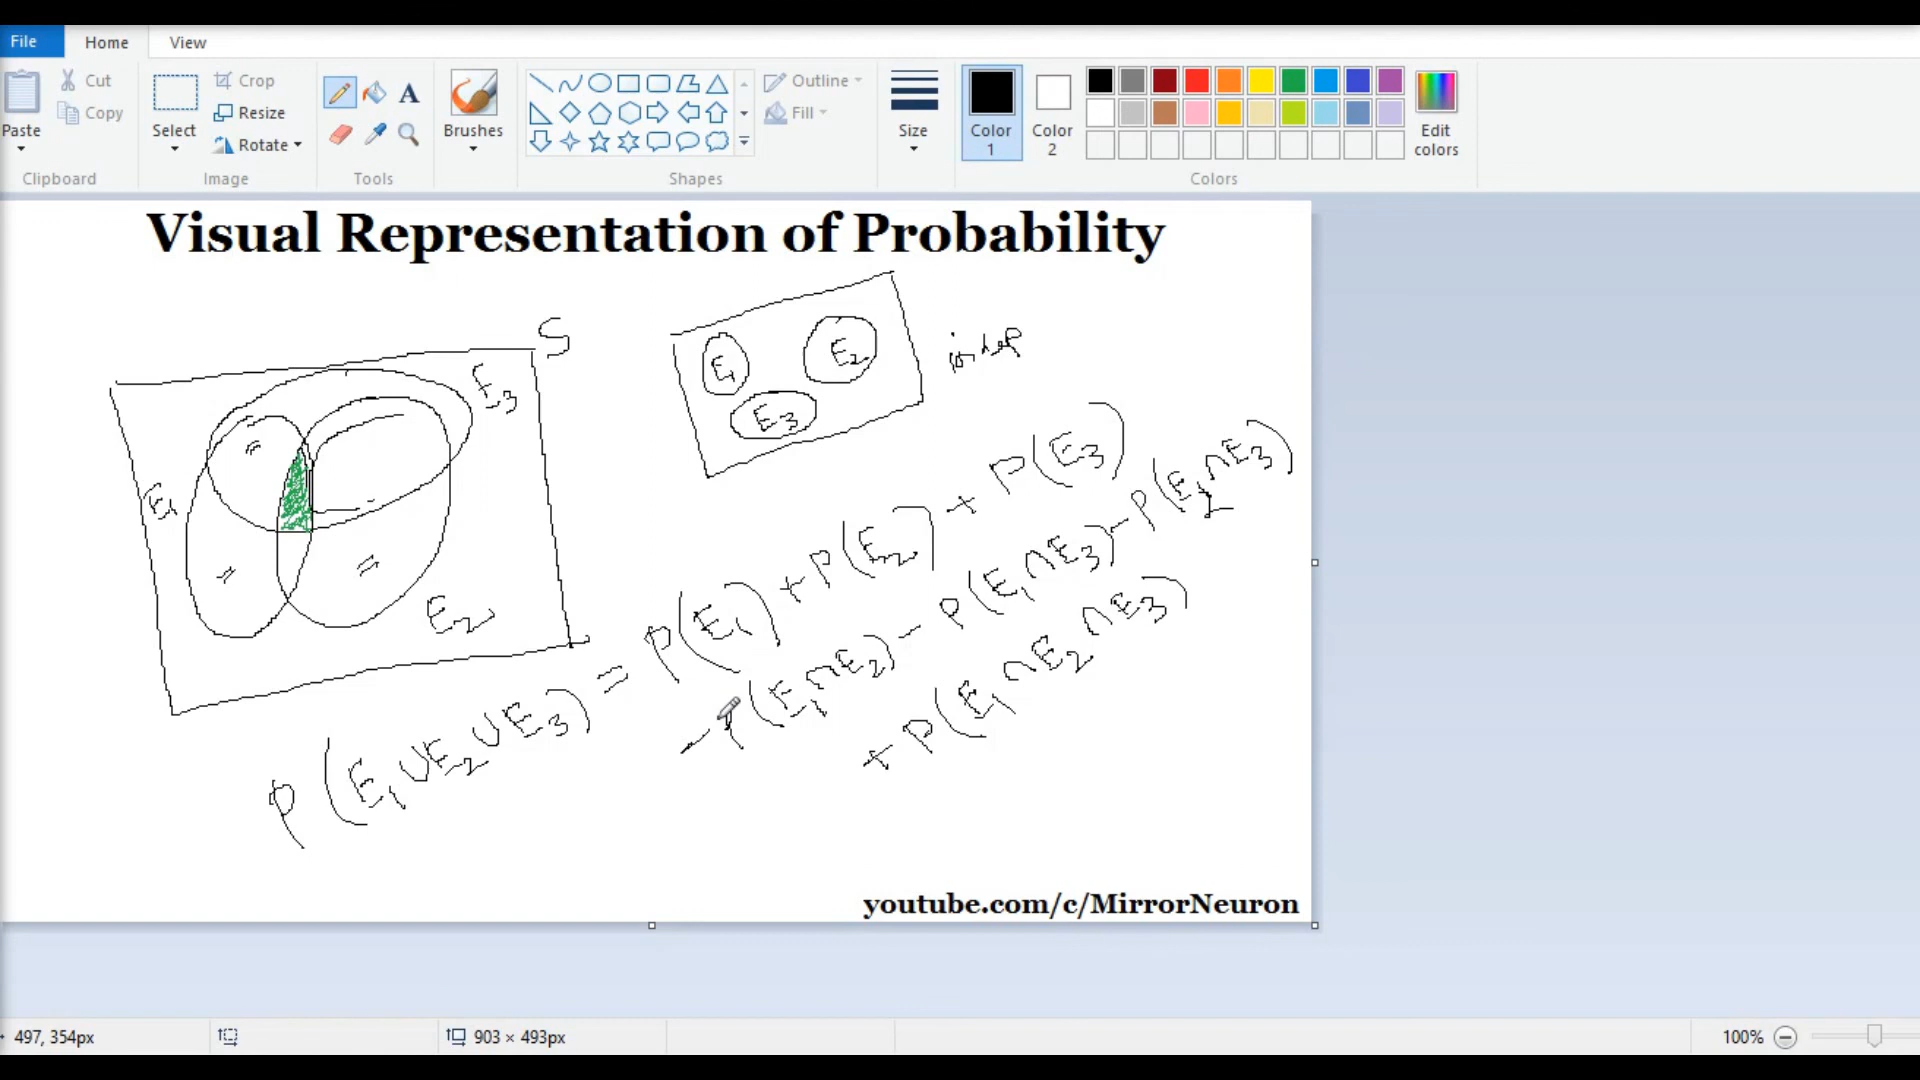 File Home View
Cut
Copy
Paste
Clipboard
Select
Crop
Resize
Rotate
Image
Tools
Brushes
Shapes
Outline
Fill
Size
Color 1
Color 2
Edit colors
Colors
Visual Representation of Probability
S
E₃
E₁
E₂
E₁
E₂
E₃
indep
P(E₁∪E₂∪E₃) = P(E₁) + P(E₂) + P(E₃)
- P(E₁∩E₂) - P(E₁∩E₃) - P(E₂∩E₃)
+ P(E₁∩E₂∩E₃)
youtube.com/c/MirrorNeuron
497, 354px
903 × 493px
100%